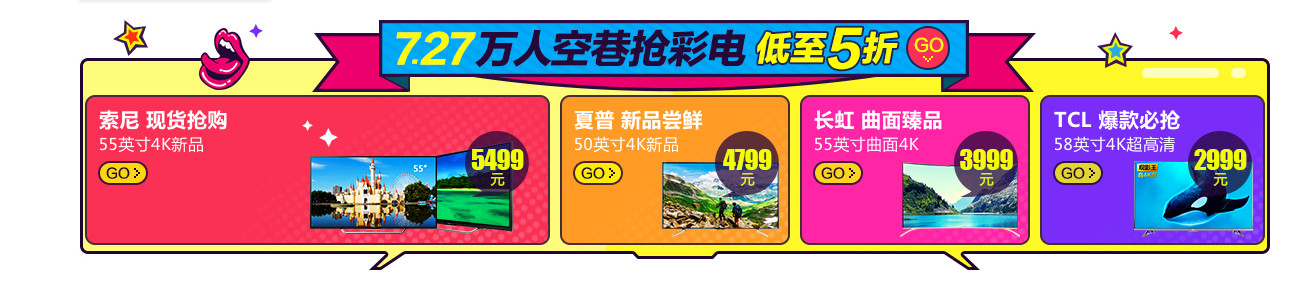 7.27万人空巷抢彩电 低至5折 GO
索尼 现货抢购
55英寸4K新品
GO
55"
5499
元
夏普 新品尝鲜
50英寸4K新品
GO
4799
元
长虹 曲面臻品
55英寸曲面4K
GO
3999
元
TCL 爆款必抢
58英寸4K超高清
GO
2999
元